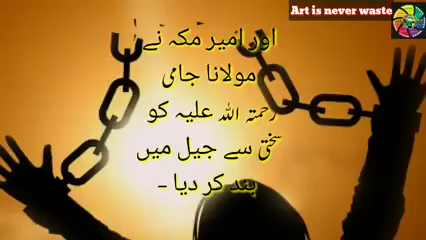 Art is never waste
اور امیر مکہ نے
مولانا جامی
رحمتہ اللہ علیہ کو
سختی سے جیل میں
بند کر دیا -